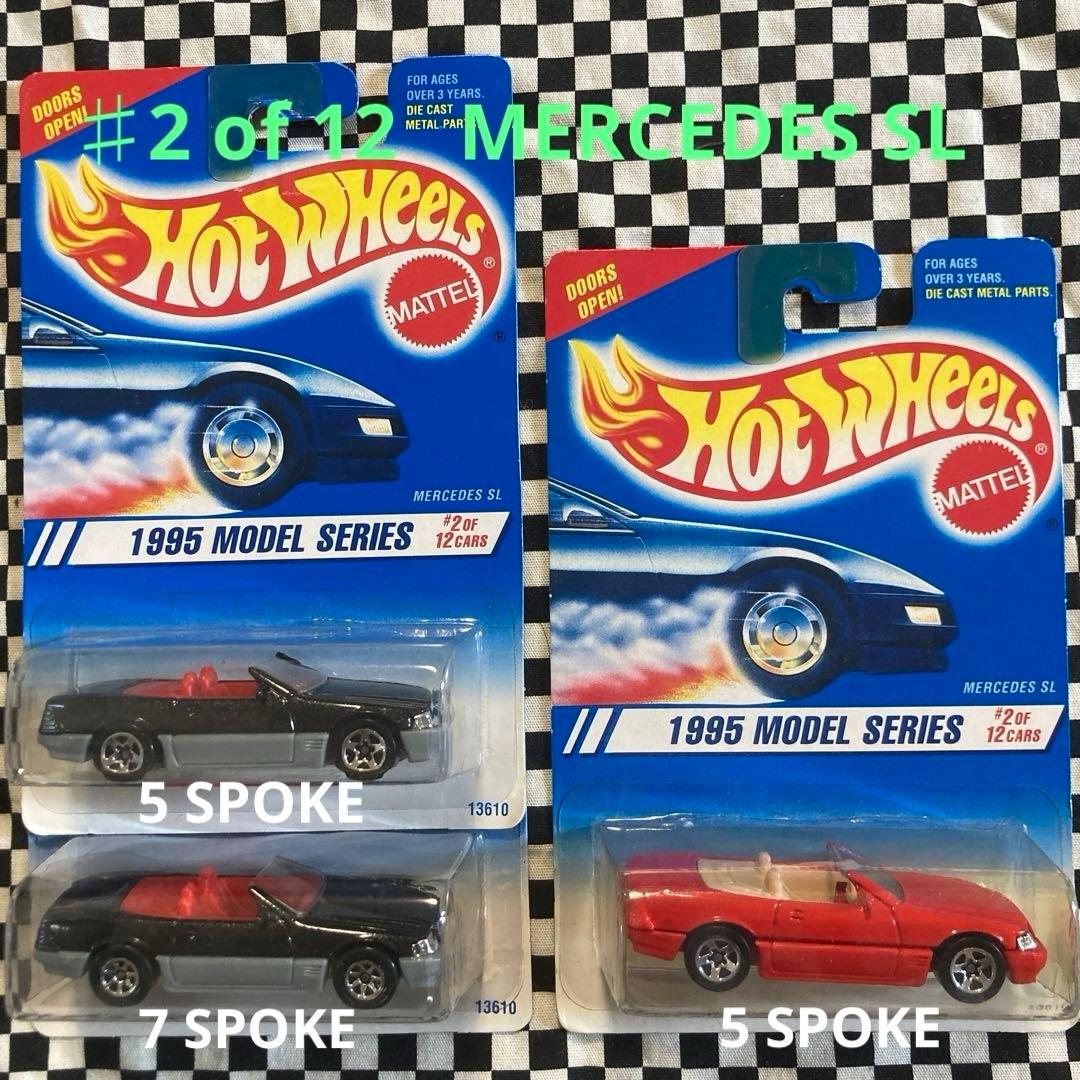 #2 of 12 MERCEDES SL
DOORS
OPEN!
FOR AGES
OVER 3 YEARS.
DIE CAST
METAL PART
HOT WHEELS
®
MATTEL
®
MERCEDES SL
1995 MODEL SERIES
#2 OF
12 CARS
5 SPOKE
13610
7 SPOKE
13610
DOORS
OPEN!
FOR AGES
OVER 3 YEARS.
DIE CAST METAL PARTS.
HOT WHEELS
®
MATTEL
®
MERCEDES SL
1995 MODEL SERIES
#2 OF
12 CARS
5 SPOKE